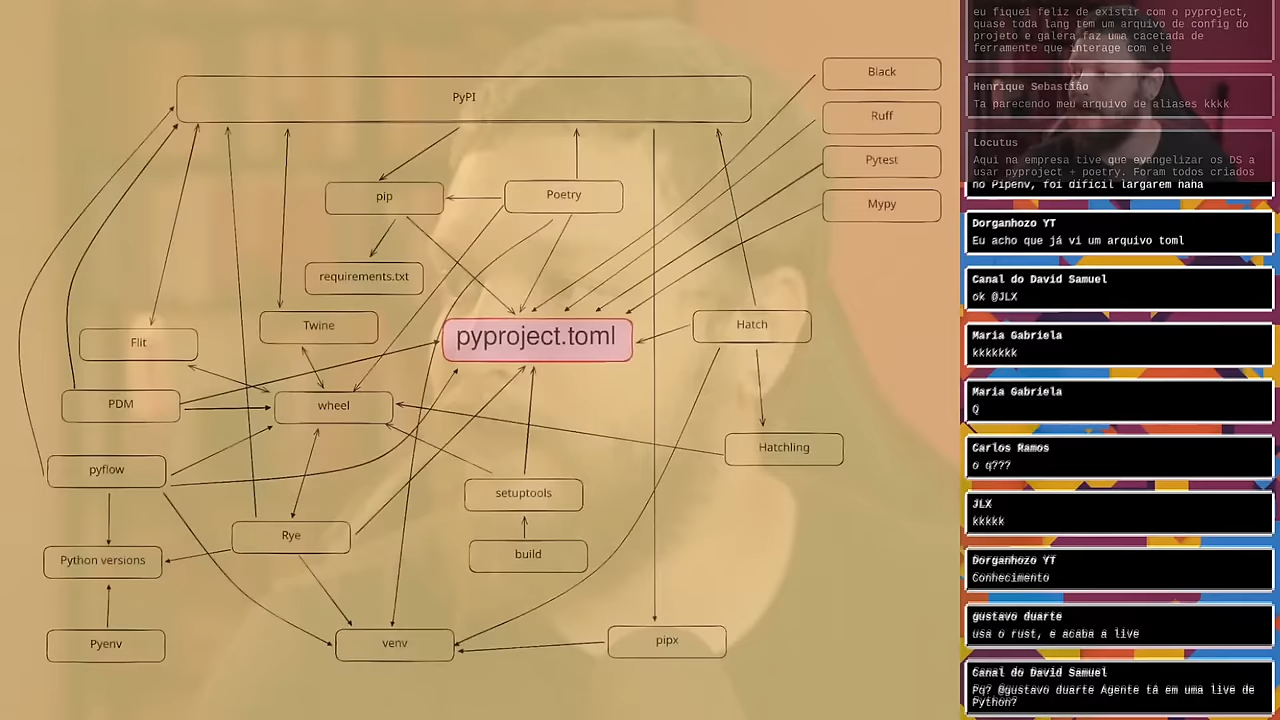 PyPI
Black
Ruff
Pytest
Mypy
pip
Poetry
requirements.txt
Twine
Flit
pyproject.toml
Hatch
PDM
wheel
Hatchling
pyflow
setuptools
Rye
build
Python versions
Pyenv
venv
pipx
eu fiquei feliz de existir com o pyproject,
quase toda lang tem um arquivo de config do
projeto e galera faz uma cacetada de
ferramente que interage com ele
Henrique Sebastião
Ta parecendo meu arquivo de aliases kkkk
Locutus
Aqui na empresa tive que evangelizar os DS a
usar pyproject + poetry. Foram todos criados
no Pipenv, foi difícil largarem haha
Dorganhozo YT
Eu acho que já vi um arquivo toml
Canal do David Samuel
ok @JLX
Maria Gabriela
kkkkkkk
Maria Gabriela
Q
Carlos Ramos
o q???
JLX
kkkkk
Dorganhozo YT
Conhecimento
gustavo duarte
usa o rust, e acaba a live
Canal do David Samuel
Pq? @gustavo duarte Agente tá em uma live de
Python?